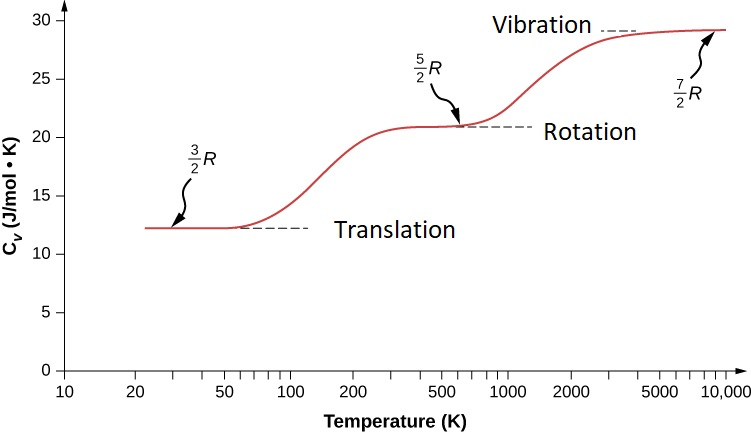 30
Vibration
25
5/2 R
7/2 R
20
Rotation
3/2 R
15
Translation
10
5
0
C_v (J/mol • K)
10 20 50 100 200 500 1000 2000 5000 10,000
Temperature (K)